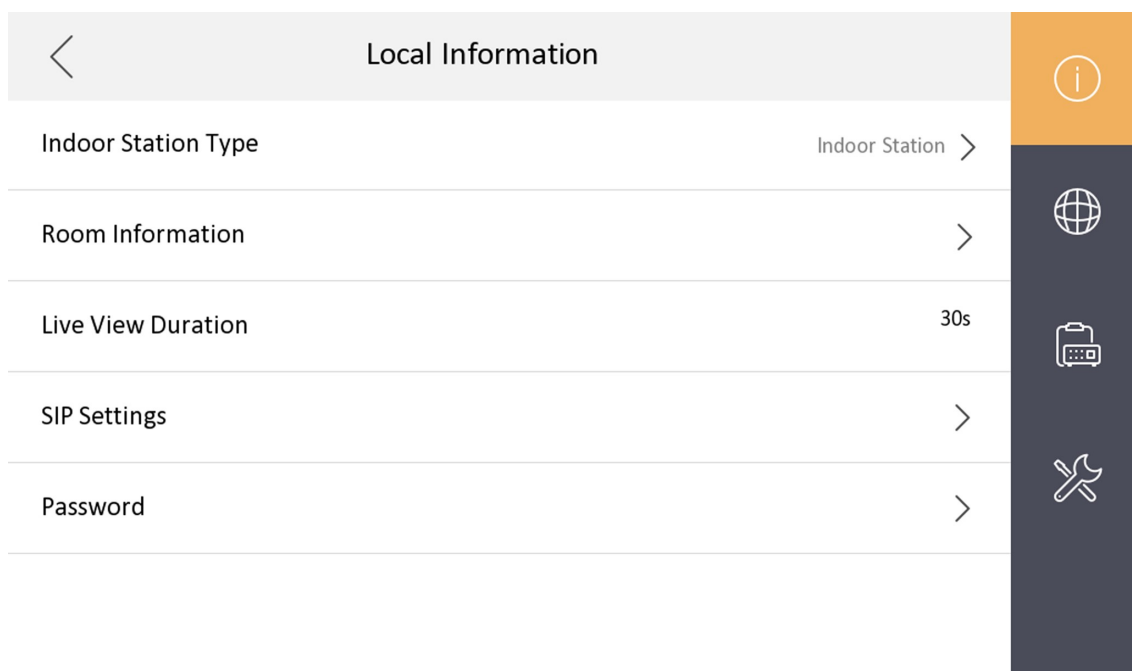 Local Information
Indoor Station Type
Indoor Station
Room Information
Live View Duration
30s
SIP Settings
Password